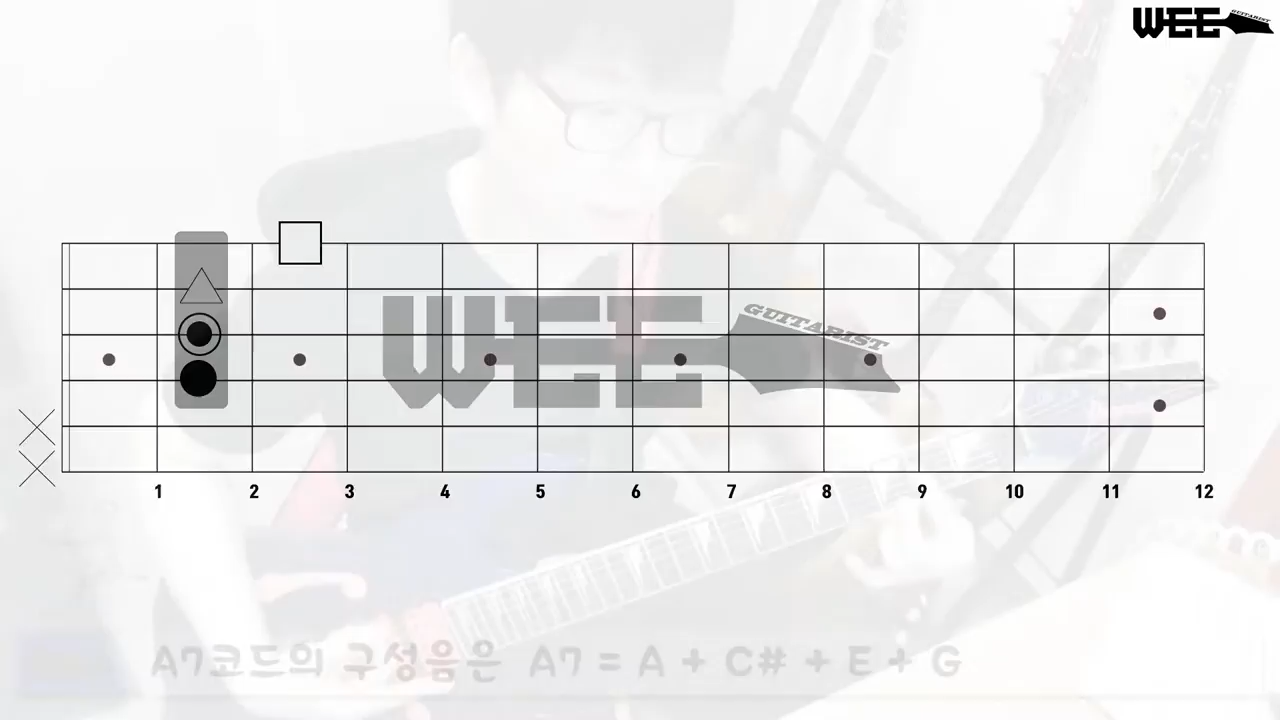 WEE GUITARIST
WEE GUITARIST
1 2 3 4 5 6 7 8 9 10 11 12
A7코드의 구성음은 A7 = A + C# + E + G